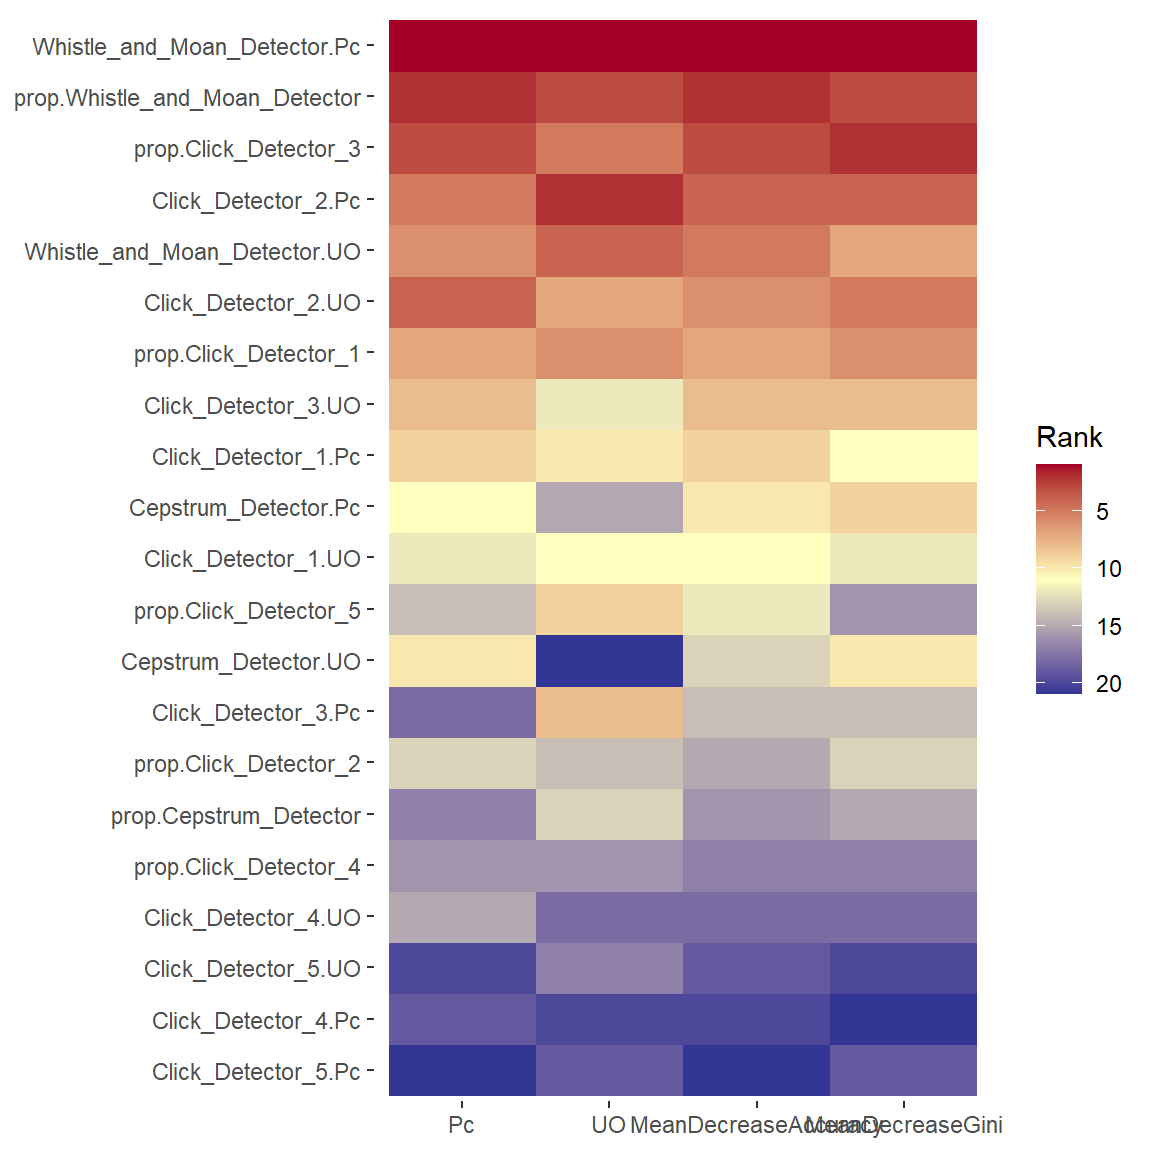 Whistle_and_Moan_Detector.Pc
prop.Whistle_and_Moan_Detector
prop.Click_Detector_3
Click_Detector_2.Pc
Whistle_and_Moan_Detector.UO
Click_Detector_2.UO
prop.Click_Detector_1
Click_Detector_3.UO
Click_Detector_1.Pc
Cepstrum_Detector.Pc
Click_Detector_1.UO
prop.Click_Detector_5
Cepstrum_Detector.UO
Click_Detector_3.Pc
prop.Click_Detector_2
prop.Cepstrum_Detector
prop.Click_Detector_4
Click_Detector_4.UO
Click_Detector_5.UO
Click_Detector_4.Pc
Click_Detector_5.Pc
Pc UO MeanDecreaseAccuracy MeanDecreaseGini
Rank
5
10
15
20